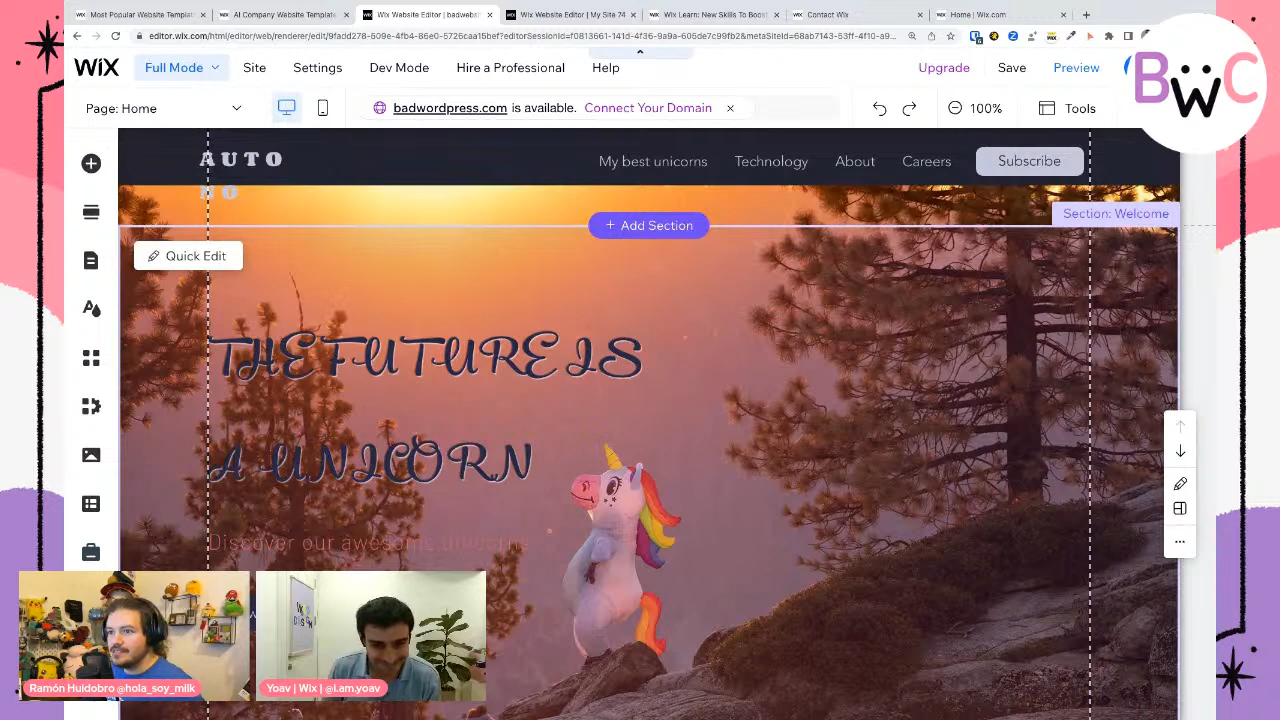 Most Popular Website Templat
AI Company Website Template
Wix Website Editor | badwebsi
Wix Website Editor | My Site 74
Wix Learn: New Skills To Boost
Contact Wix
Home | Wix.com
WIX
Full Mode
Site
Settings
Dev Mode
Hire a Professional
Help
Upgrade
Save
Preview
BWC
Page: Home
badwordpress.com is available. Connect Your Domain
100%
Tools
AUTO
NO
My best unicorns
Technology
About
Careers
Subscribe
Section: Welcome
+ Add Section
Quick Edit
THE FUTURE IS
A UNICORN
Discover our awesome unicorns
Ramón Huidobro @hola_soy_milk
Yoav | Wix | @i.am.yoav